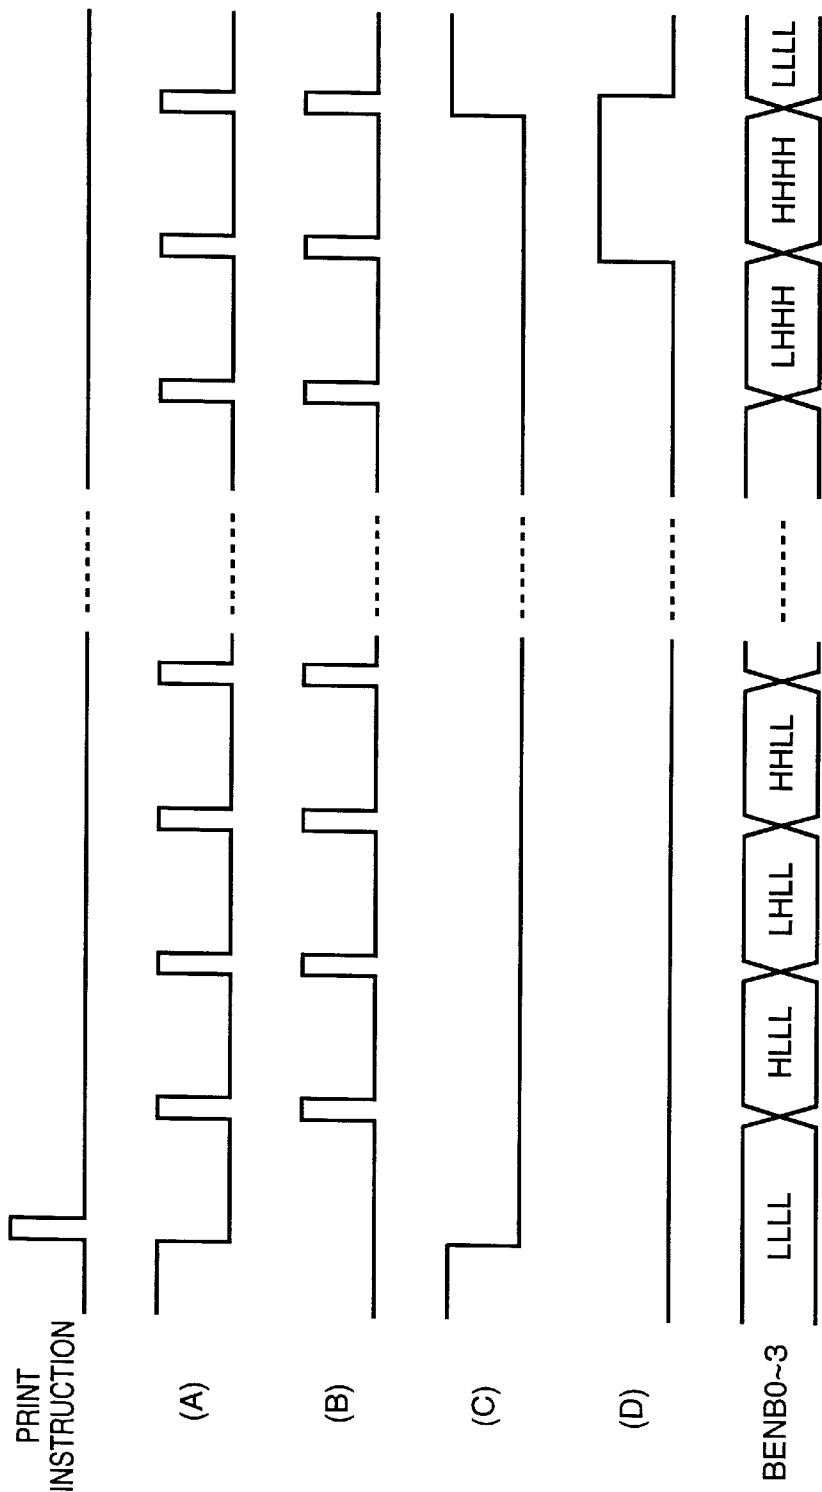 PRINT
INSTRUCTION
(A)
(B)
(C)
(D)
BENB0~3
LLLL
HLLL
LHLL
HHLL
LHHH
HHHH
LLLL